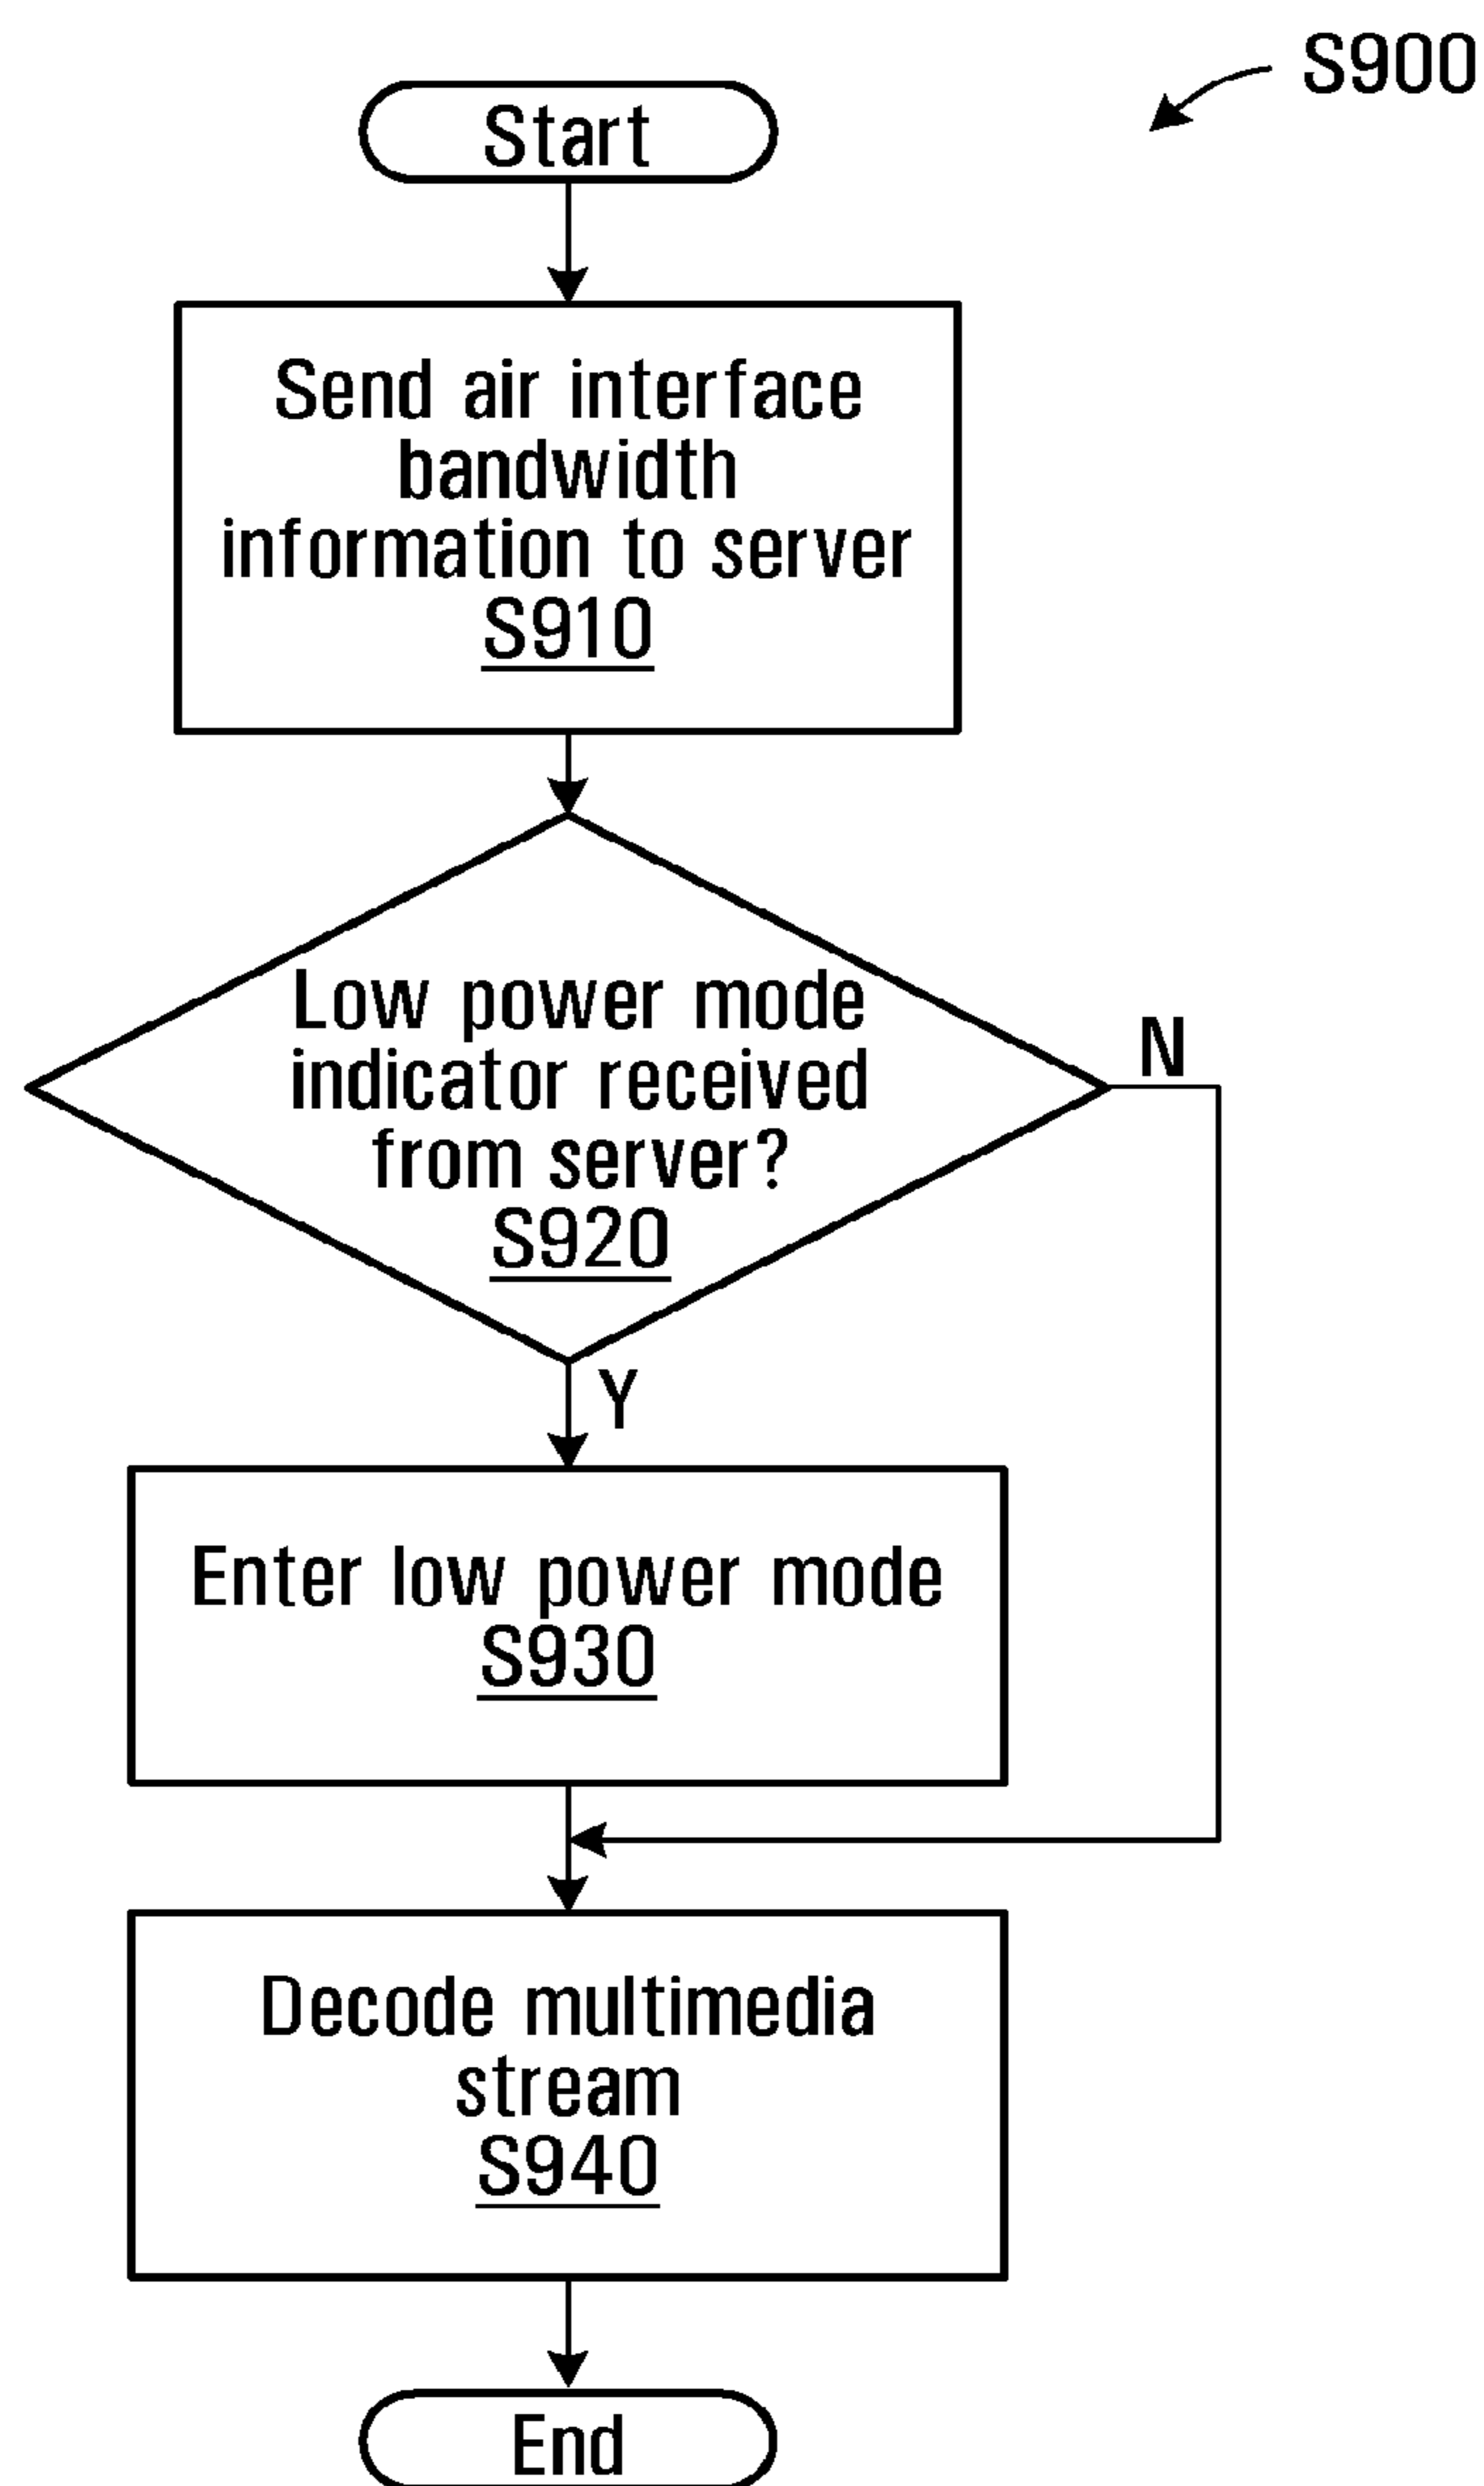 S900
Start
Send air interface
bandwidth
information to server
S910
Low power mode
indicator received
from server?
S920
N
Y
Enter low power mode
S930
Decode multimedia
stream
S940
End